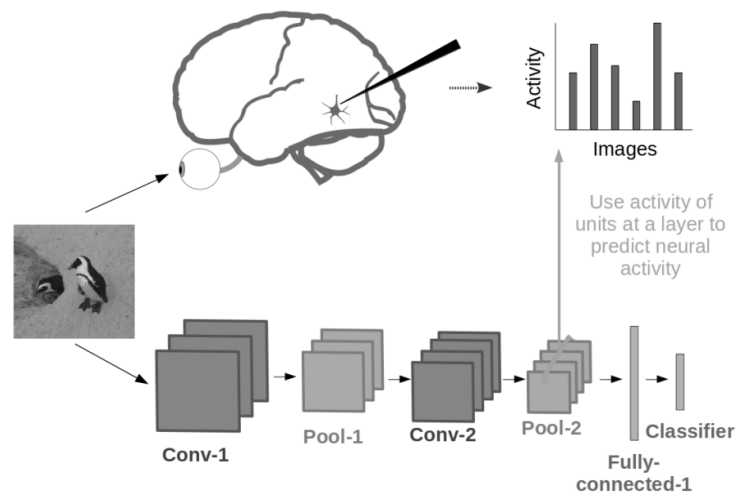 Activity
Images
Use activity of
units at a layer to
predict neural
activity
Conv-1
Pool-1
Conv-2
Pool-2
Classifier
Fully-
connected-1